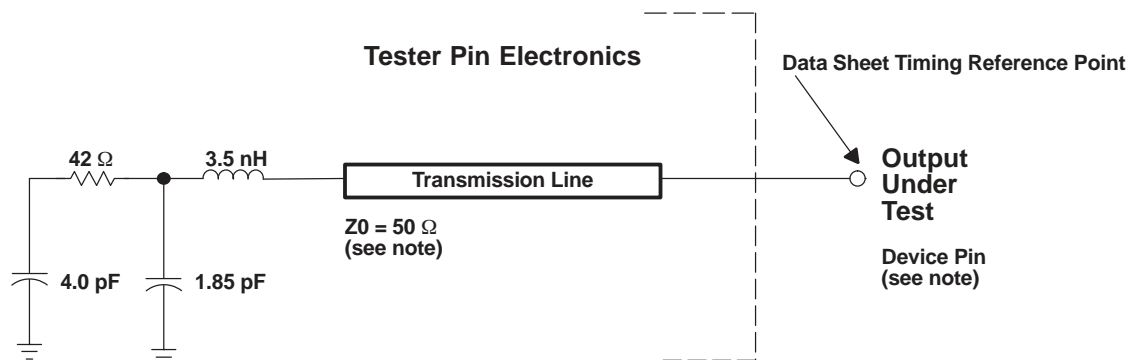 Tester Pin Electronics
Data Sheet Timing Reference Point
42 Ω
3.5 nH
Transmission Line
Output
Under
Test
Z0 = 50 Ω
(see note)
Device Pin
(see note)
4.0 pF
1.85 pF